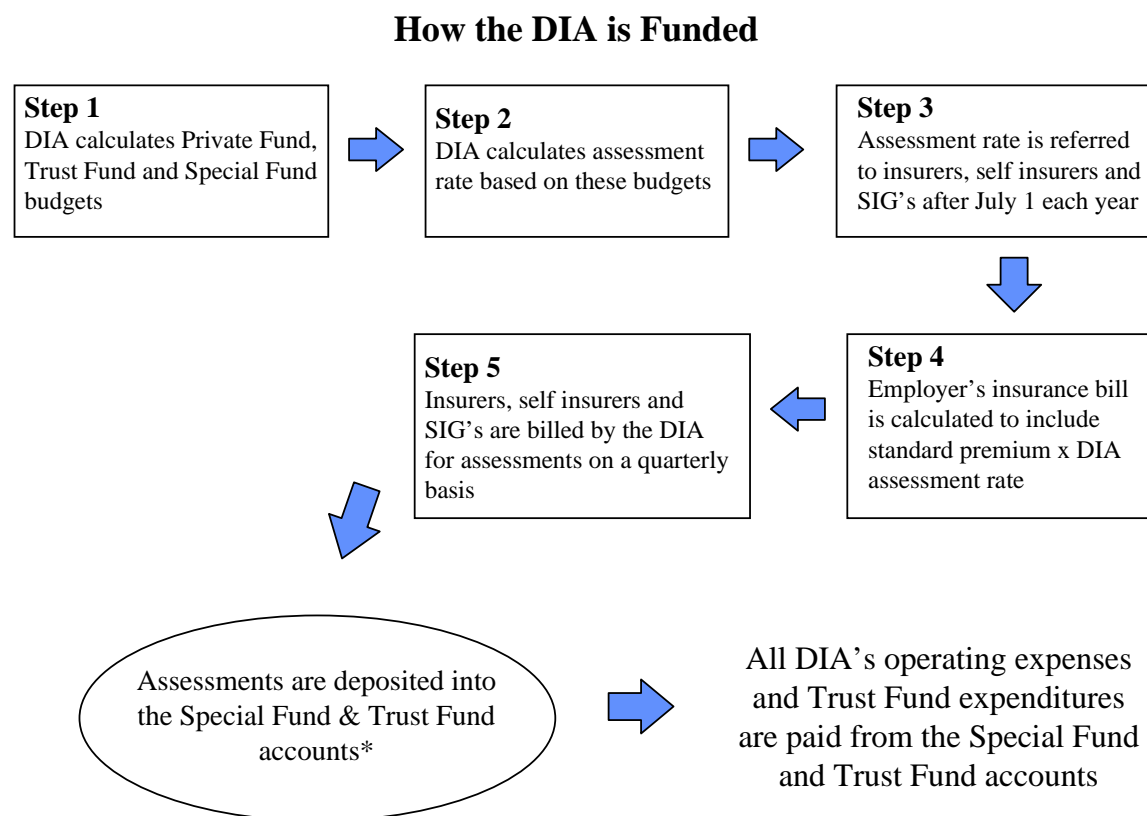 How the DIA is Funded
Step 1
DIA calculates Private Fund,
Trust Fund and Special Fund
budgets
Step 2
DIA calculates assessment
rate based on these budgets
Step 3
Assessment rate is referred
to insurers, self insurers and
SIG's after July 1 each year
Step 4
Employer's insurance bill
is calculated to include
standard premium x DIA
assessment rate
Step 5
Insurers, self insurers and
SIG's are billed by the DIA
for assessments on a quarterly
basis
Assessments are deposited into
the Special Fund & Trust Fund
accounts*
All DIA's operating expenses
and Trust Fund expenditures
are paid from the Special Fund
and Trust Fund accounts